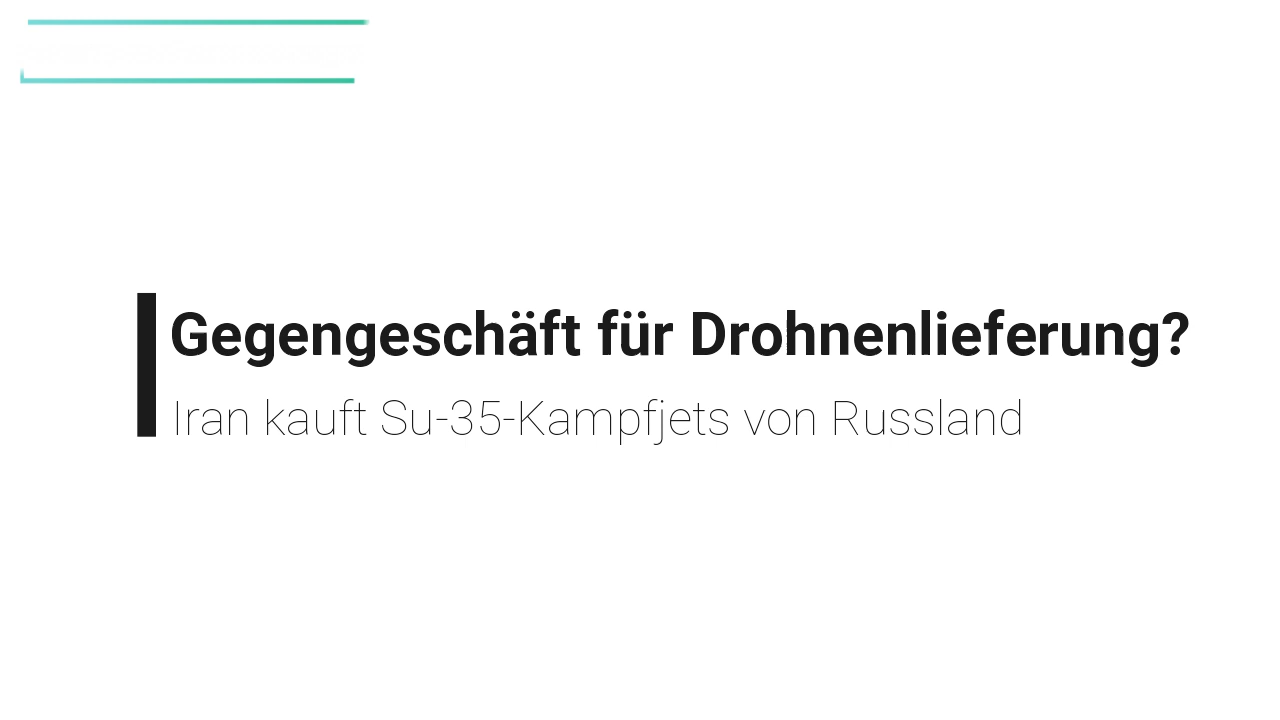 Gegengeschäft für Drohnenlieferung?
Iran kauft Su-35-Kampfjets von Russland